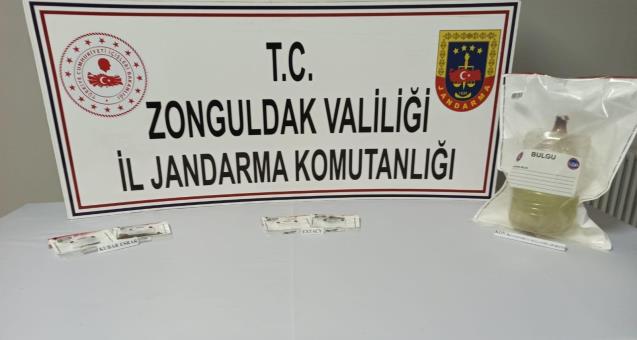 T.C.
ZONGULDAK VALİLİĞİ
İL JANDARMA KOMUTANLIĞI
JANDARMA
BULGU
KUBAR ESRAR
EXTACY